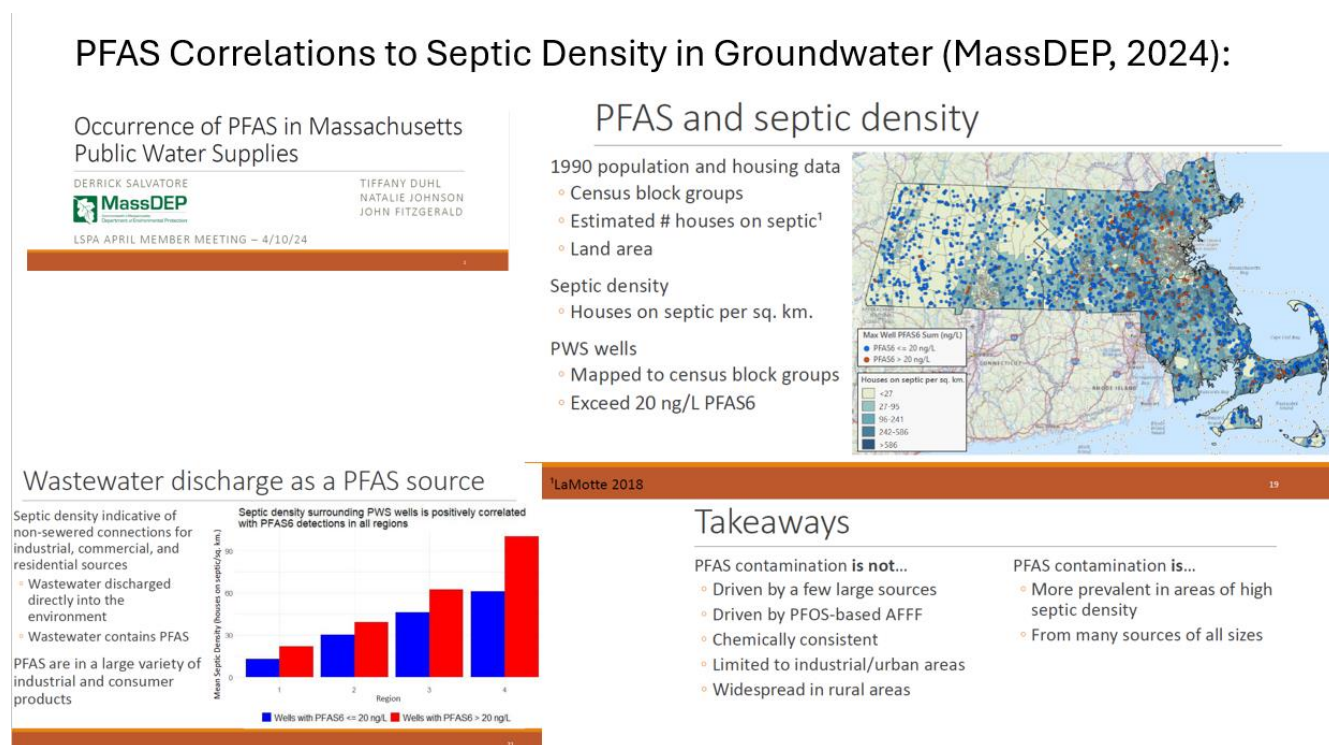 PFAS Correlations to Septic Density in Groundwater (MassDEP, 2024):
Occurrence of PFAS in Massachusetts
Public Water Supplies
DERRICK SALVATORE
MassDEP
TIFFANY DUHL
NATALIE JOHNSON
JOHN FITZGERALD
LSPA APRIL MEMBER MEETING – 4/10/24
PFAS and septic density
1990 population and housing data
◦ Census block groups
◦ Estimated # houses on septic¹
◦ Land area
Septic density
◦ Houses on septic per sq. km.
PWS wells
◦ Mapped to census block groups
◦ Exceed 20 ng/L PFAS6
Max Well PFAS6 Sum (ng/L)
PFAS6 <= 20 ng/L
PFAS6 > 20 ng/L
Houses on septic per sq. km.
<27
27-95
96-241
242-586
>586
CONNECTICUT
RHODE ISLAND
¹LaMotte 2018
19
Wastewater discharge as a PFAS source
Septic density indicative of
non-sewered connections for
industrial, commercial, and
residential sources
◦ Wastewater discharged
directly into the
environment
◦ Wastewater contains PFAS
PFAS are in a large variety of
industrial and consumer
products
Septic density surrounding PWS wells is positively correlated
with PFAS6 detections in all regions
Mean Septic Density (houses on septic/sq. km.)
90
60
30
0
1
2
3
4
Region
Wells with PFAS6 <= 20 ng/L
Wells with PFAS6 > 20 ng/L
Takeaways
PFAS contamination is not…
◦ Driven by a few large sources
◦ Driven by PFOS-based AFFF
◦ Chemically consistent
◦ Limited to industrial/urban areas
◦ Widespread in rural areas
PFAS contamination is…
◦ More prevalent in areas of high
septic density
◦ From many sources of all sizes